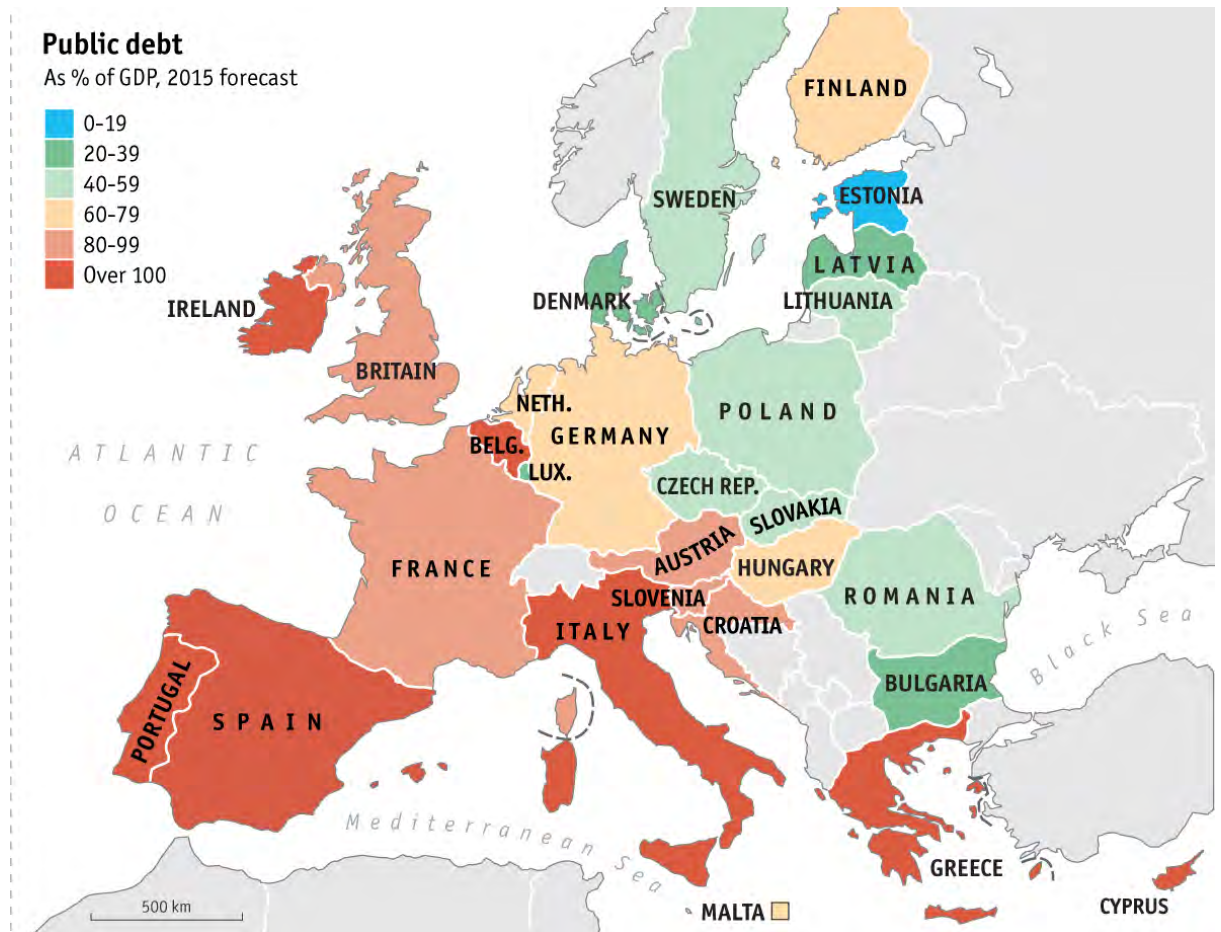 Public debt
As % of GDP, 2015 forecast
0–19
20–39
40–59
60–79
80–99
Over 100
FINLAND
SWEDEN
ESTONIA
LATVIA
DENMARK
LITHUANIA
IRELAND
BRITAIN
NETH.
POLAND
GERMANY
BELG.
LUX.
ATLANTIC
OCEAN
CZECH REP.
SLOVAKIA
AUSTRIA
FRANCE
HUNGARY
SLOVENIA
ROMANIA
CROATIA
ITALY
Black Sea
BULGARIA
PORTUGAL
SPAIN
Mediterranean Sea
GREECE
CYPRUS
MALTA
500 km